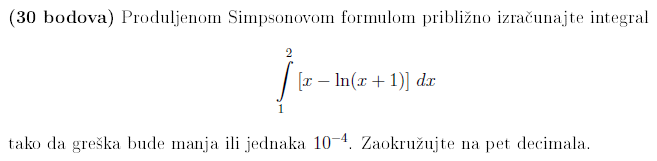 (30 bodova) Produljenom Simpsonovom formulom približno izračunajte integral
2
∫ [x − ln(x + 1)] dx
1
tako da greška bude manja ili jednaka 10⁻⁴. Zaokružujte na pet decimala.